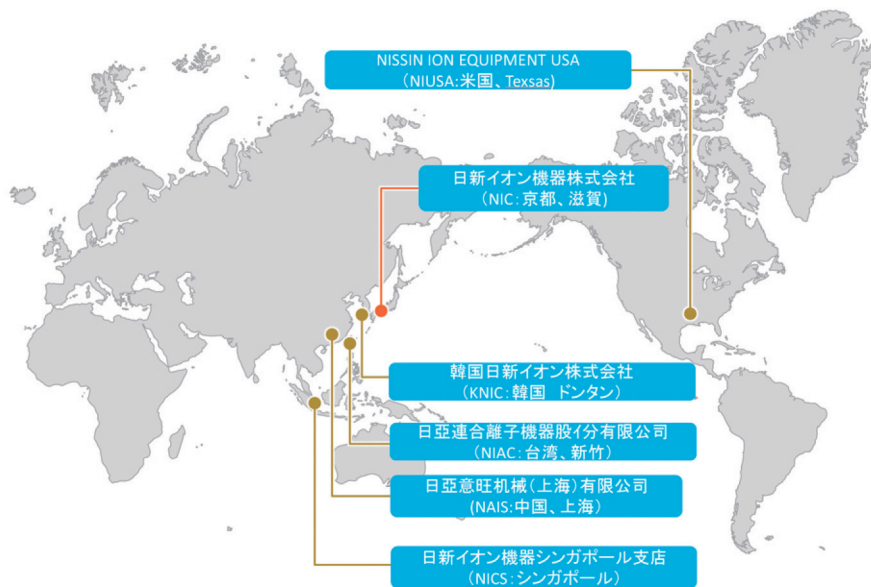 NISSIN ION EQUIPMENT USA
（NIUSA:米国、Texsas)
日新イオン機器株式会社
（NIC：京都、滋賀)
韓国日新イオン株式会社
（KNIC：韓国　ドンタン）
日亞連合離子機器股イ分有限公司
（NIAC：台湾、新竹）
日亞意旺机械（上海）有限公司
(NAIS:中国、上海）
日新イオン機器シンガポール支店
（NICS：シンガポール）